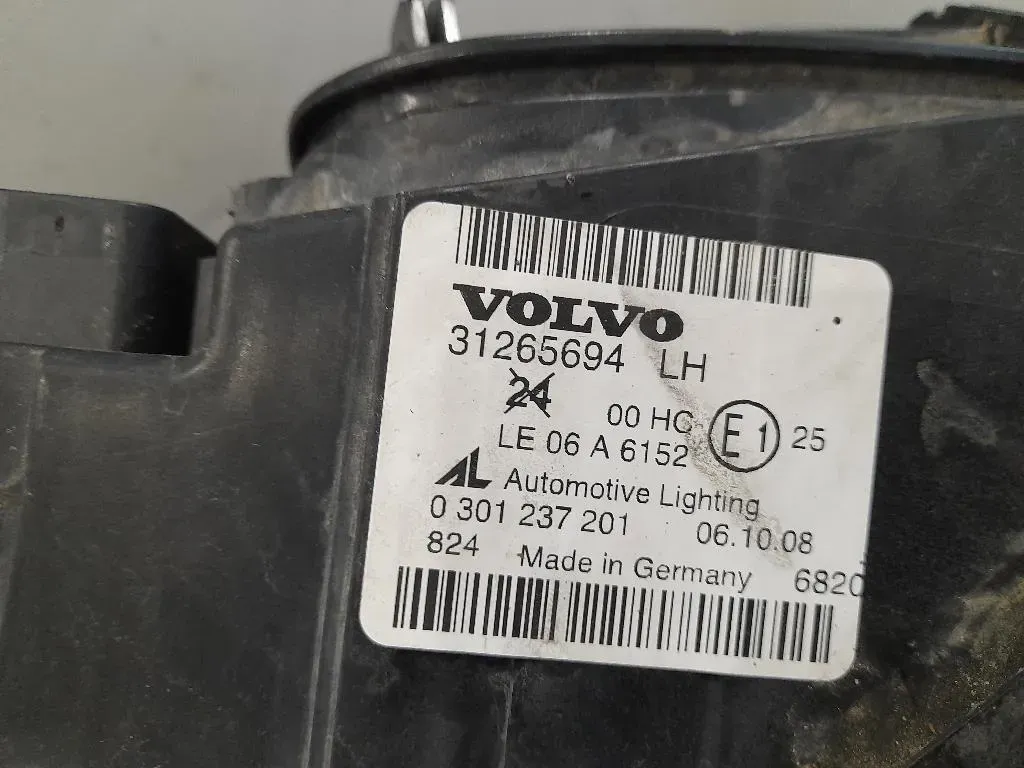 VOLVO
31265694 LH
24
00 HC E1 25
LE 06 A 6152
AL Automotive Lighting
0 301 237 201 06.10.08
824 Made in Germany 6820